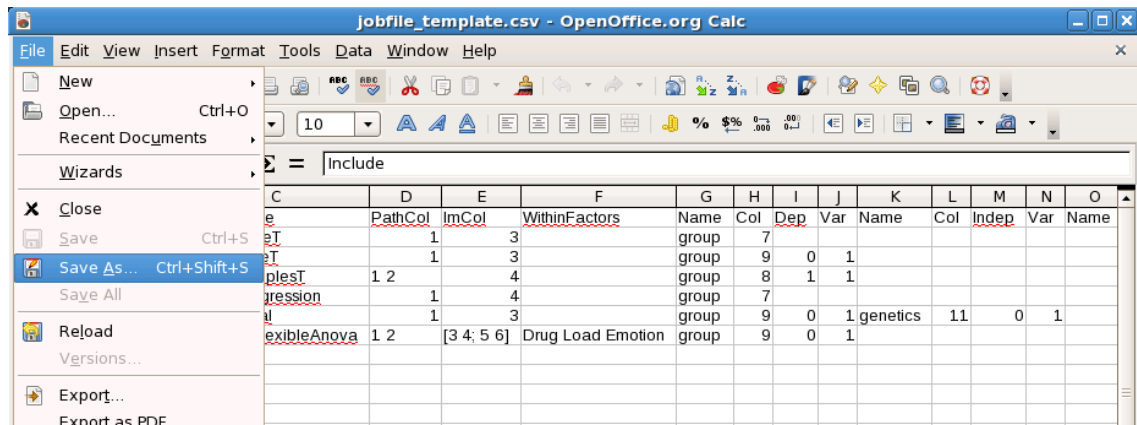 jobfile_template.csv - OpenOffice.org Calc
File Edit View Insert Format Tools Data Window Help
New
Open... Ctrl+O
Recent Documents
Wizards
Close
Save Ctrl+S
Save As... Ctrl+Shift+S
Save All
Reload
Versions...
Export...
Export as PDF
10
Include
C D E F G H I J K L M N O
e PathCol ImCol WithinFactors Name Col Dep Var Name Col Indep Var Name
eT 1 3 group 7
eT 1 3 group 9 0 1
plesT 1 2 4 group 8 1 1
gression 1 4 group 7
al 1 3 group 9 0 1 genetics 11 0 1
exibleAnova 1 2 [3 4; 5 6] Drug Load Emotion group 9 0 1